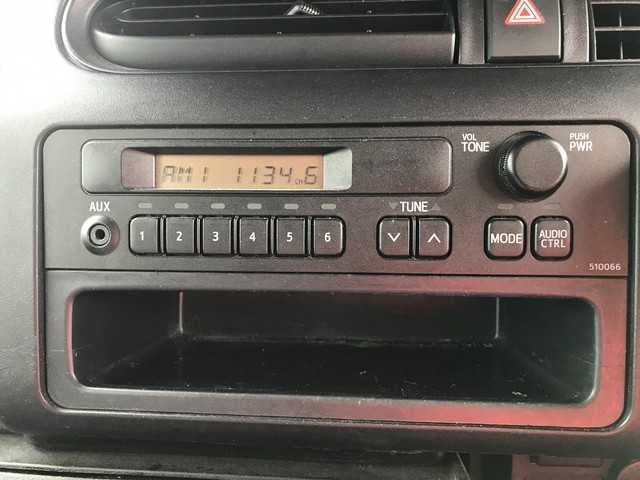 VOL
TONE
PUSH
PWR
AM1 1134 CH 6
AUX
TUNE
1 2 3 4 5 6
MODE
AUDIO
CTRL
510066